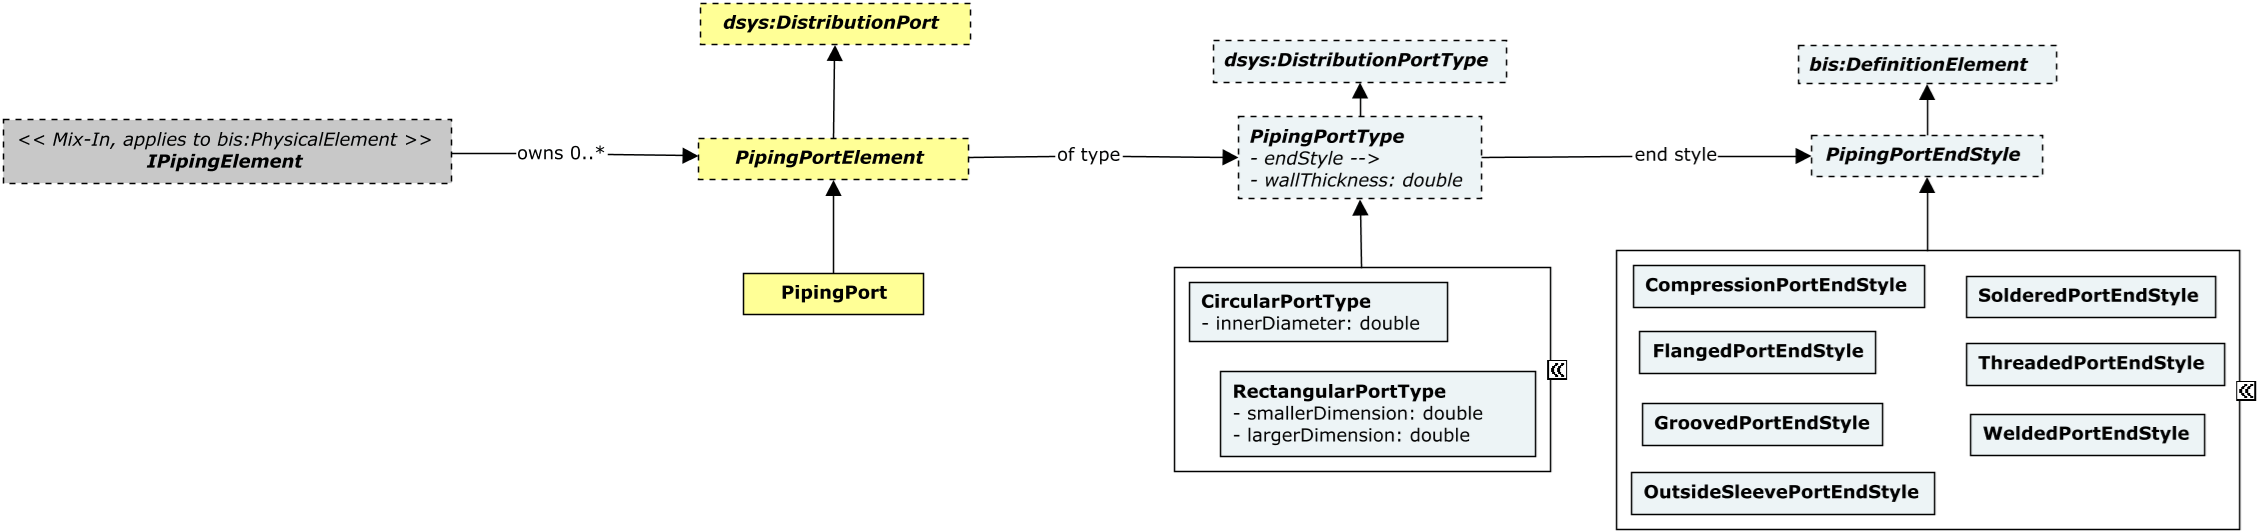 dsys:DistributionPort
dsys:DistributionPortType
bis:DefinitionElement
<< Mix-In, applies to bis:PhysicalElement >>
IPipingElement
owns 0..*
PipingPortElement
of type
PipingPortType
- endStyle -->
- wallThickness: double
end style
PipingPortEndStyle
PipingPort
CircularPortType
- innerDiameter: double
RectangularPortType
- smallerDimension: double
- largerDimension: double
CompressionPortEndStyle
FlangedPortEndStyle
GroovedPortEndStyle
OutsideSleevePortEndStyle
SolderedPortEndStyle
ThreadedPortEndStyle
WeldedPortEndStyle